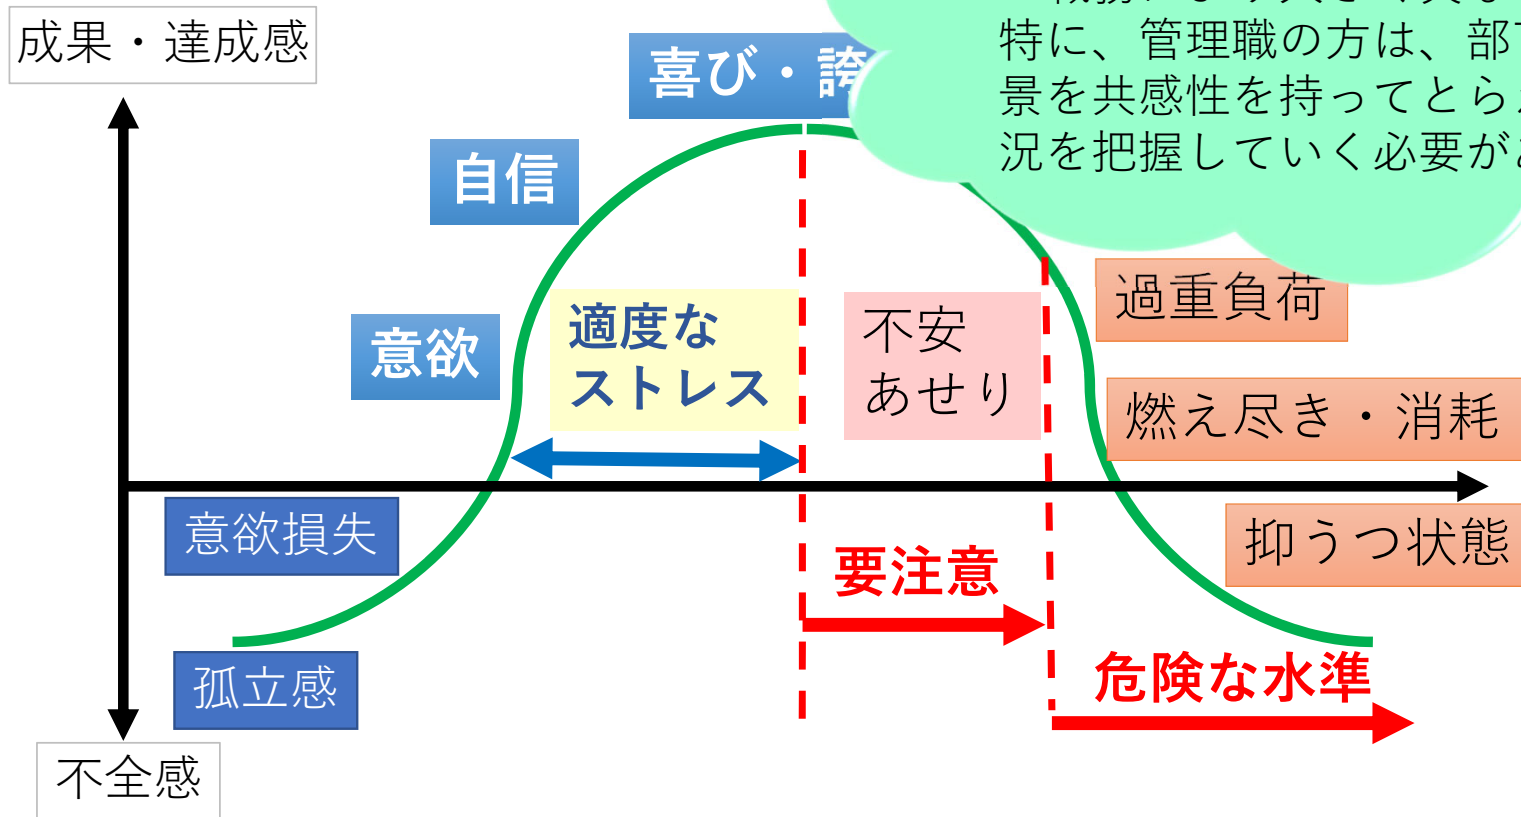 成果・達成感
喜び・誇
特に、管理職の方は、部下
景を共感性を持ってとらえ
況を把握していく必要があ
自信
意欲
適度な
ストレス
不安
あせり
過重負荷
燃え尽き・消耗
意欲損失
抑うつ状態
要注意
孤立感
危険な水準
不全感